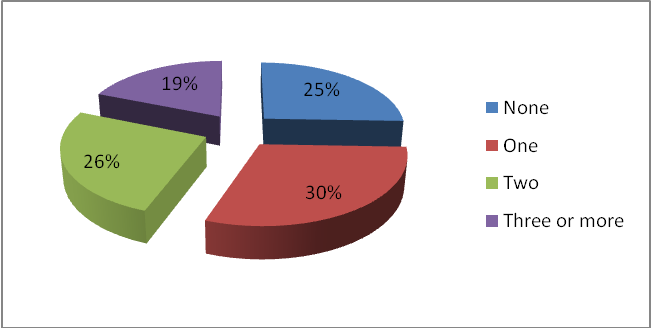 19%
25%
26%
30%
None
One
Two
Three or more